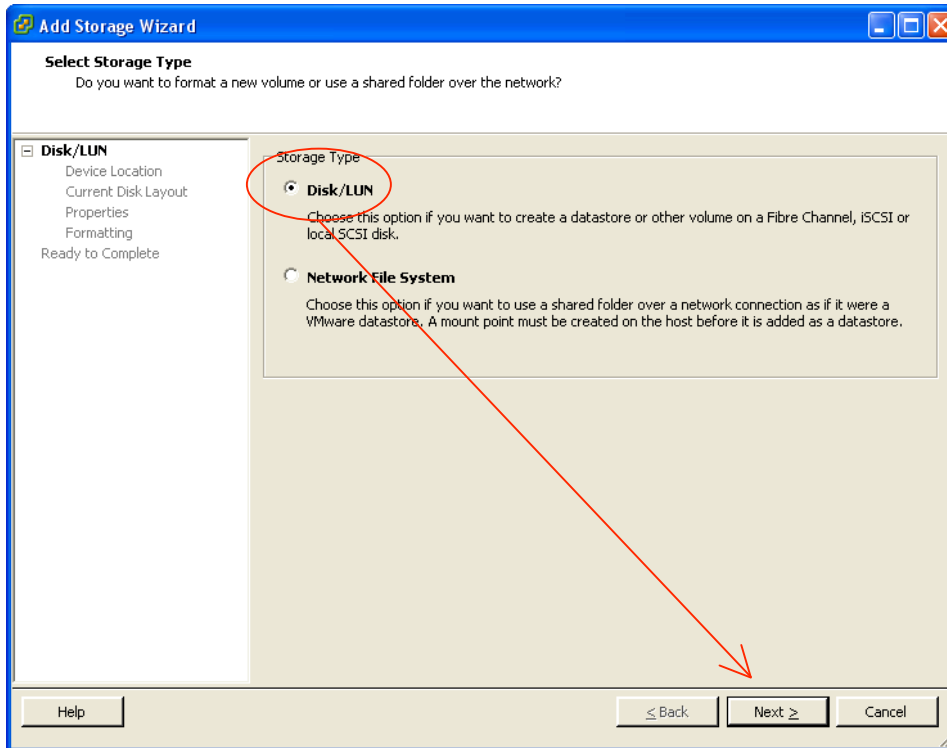 Add Storage Wizard
Select Storage Type
Do you want to format a new volume or use a shared folder over the network?
Disk/LUN
Device Location
Current Disk Layout
Properties
Formatting
Ready to Complete
Storage Type
Disk/LUN
Choose this option if you want to create a datastore or other volume on a Fibre Channel, iSCSI or
local SCSI disk.
Network File System
Choose this option if you want to use a shared folder over a network connection as if it were a
VMware datastore. A mount point must be created on the host before it is added as a datastore.
Help
< Back
Next >
Cancel